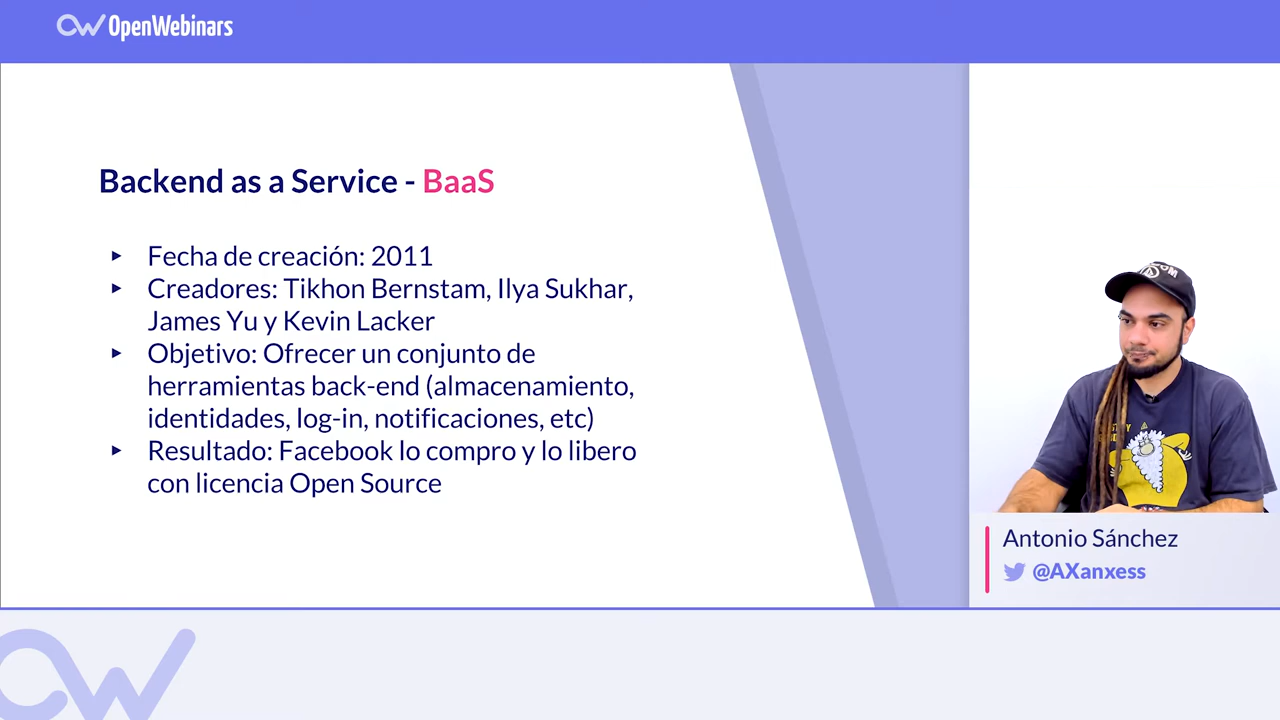 OpenWebinars
Backend as a Service - BaaS
▸ Fecha de creación: 2011
▸ Creadores: Tikhon Bernstam, Ilya Sukhar,
James Yu y Kevin Lacker
▸ Objetivo: Ofrecer un conjunto de
herramientas back-end (almacenamiento,
identidades, log-in, notificaciones, etc)
▸ Resultado: Facebook lo compro y lo libero
con licencia Open Source
Antonio Sánchez
@AXanxess